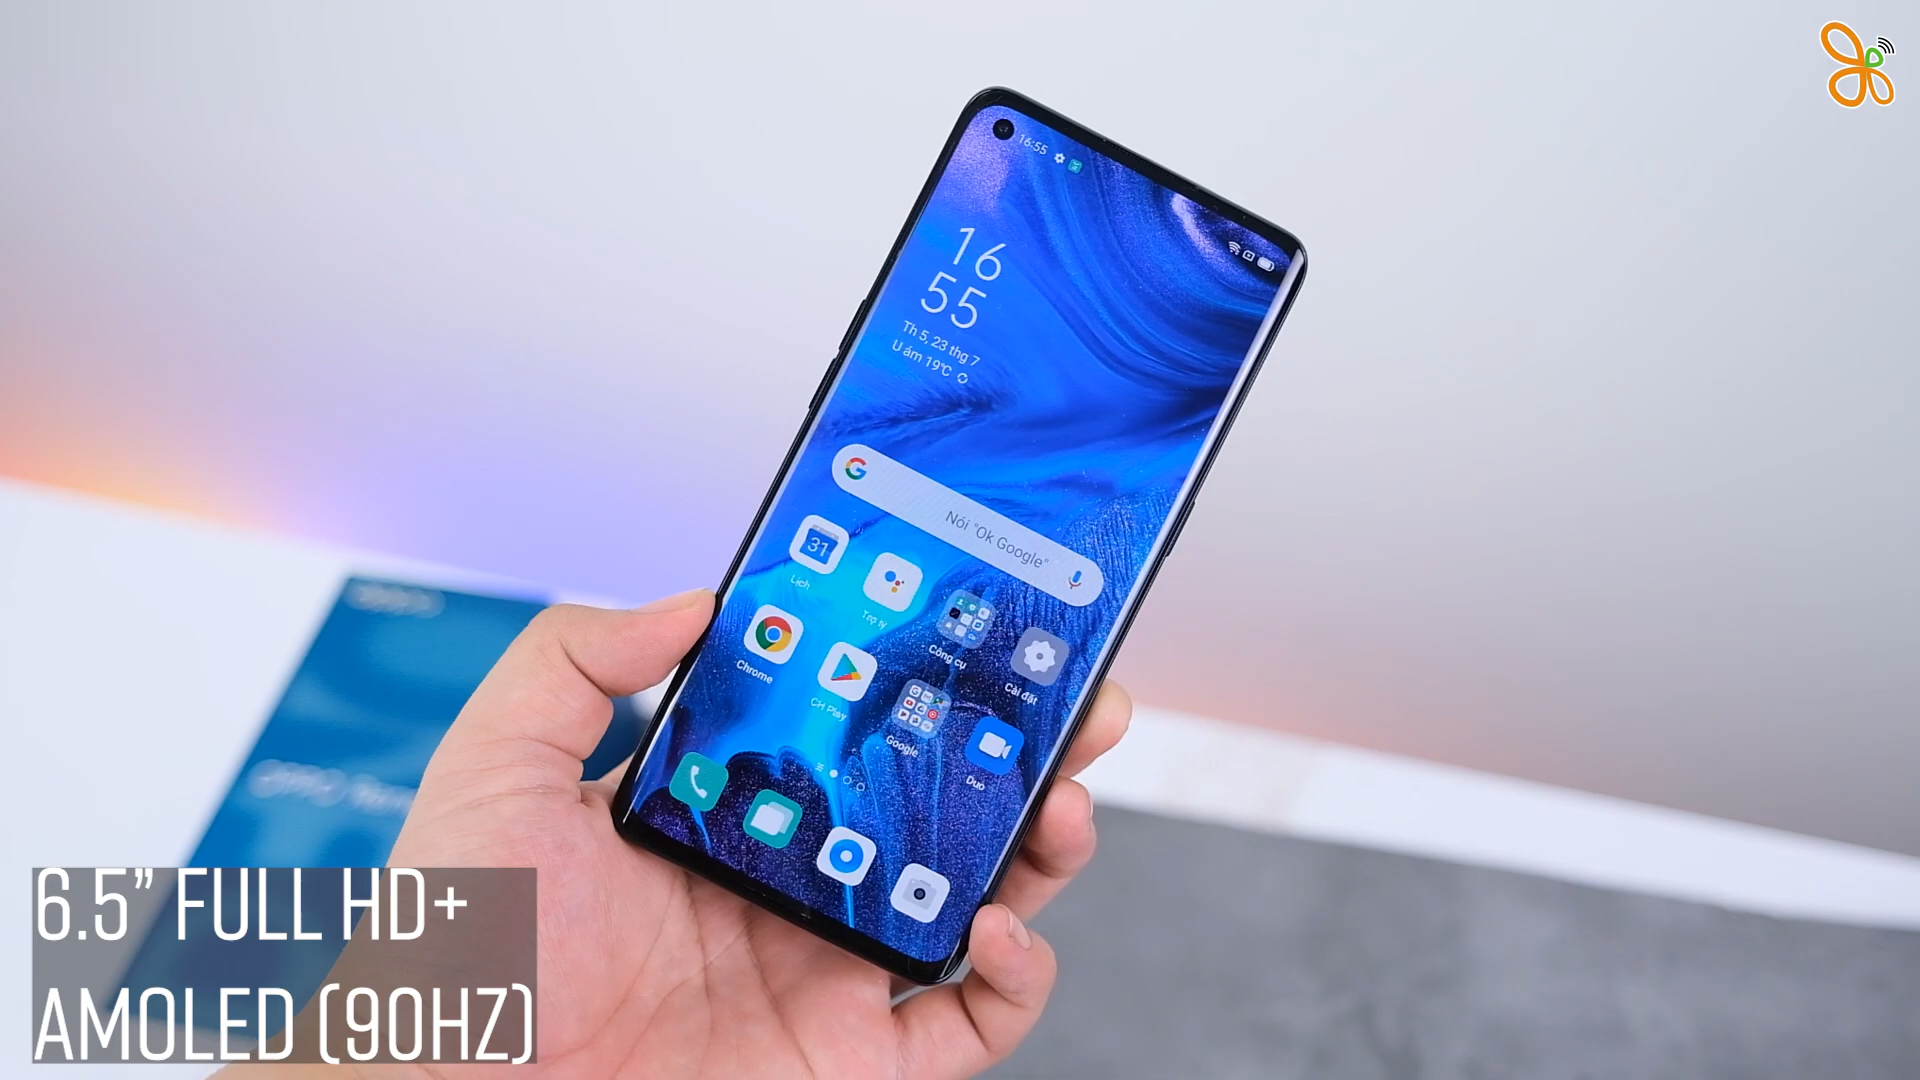 16:55
16
55
Th 5, 23 thg 7
U ám 19°C
Nói "Ok Google"
31
Lịch
Trợ lý
Công cụ
Cài đặt
Chrome
CH Play
Google
Duo
6.5” FULL HD+
AMOLED (90HZ)